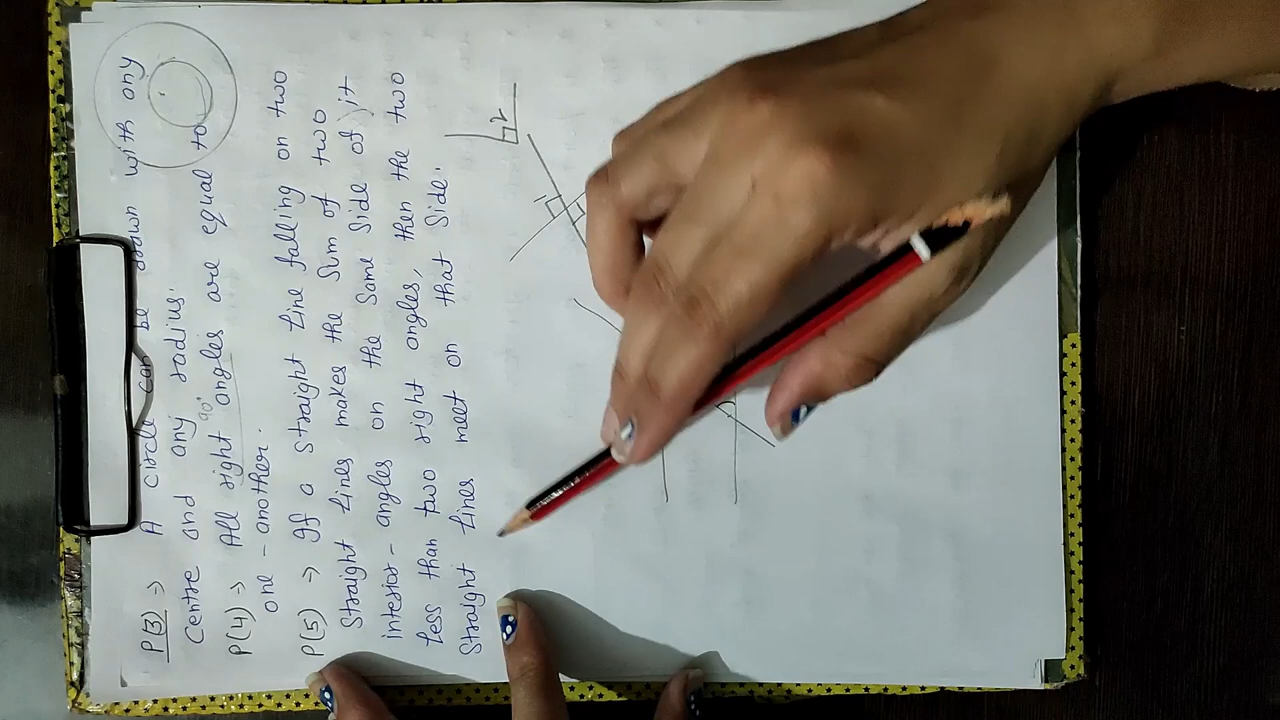 P(3) → A circle can be drawn with any
Centre and any radius.
P(4) → All right angles are equal to
90°
one - another.
P(5) → If a straight line falling on two
Straight lines makes the Sum of two
interior - angles on the Same Side of it
less than two right angles, then the two
Straight lines meet on that Side.